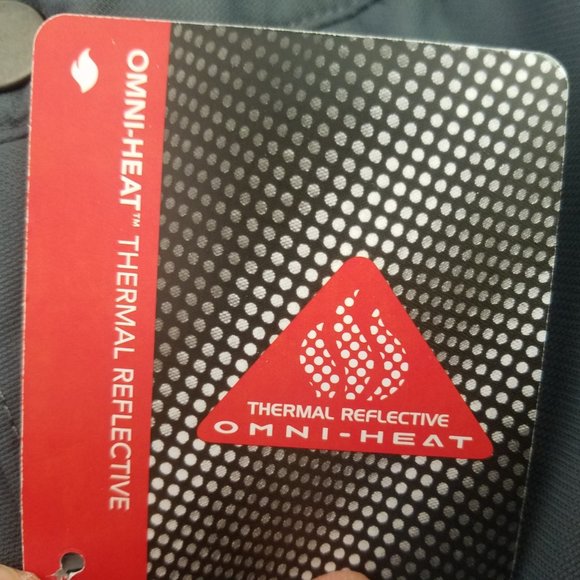 OMNI-HEAT™ THERMAL REFLECTIVE
THERMAL REFLECTIVE
OMNI-HEAT